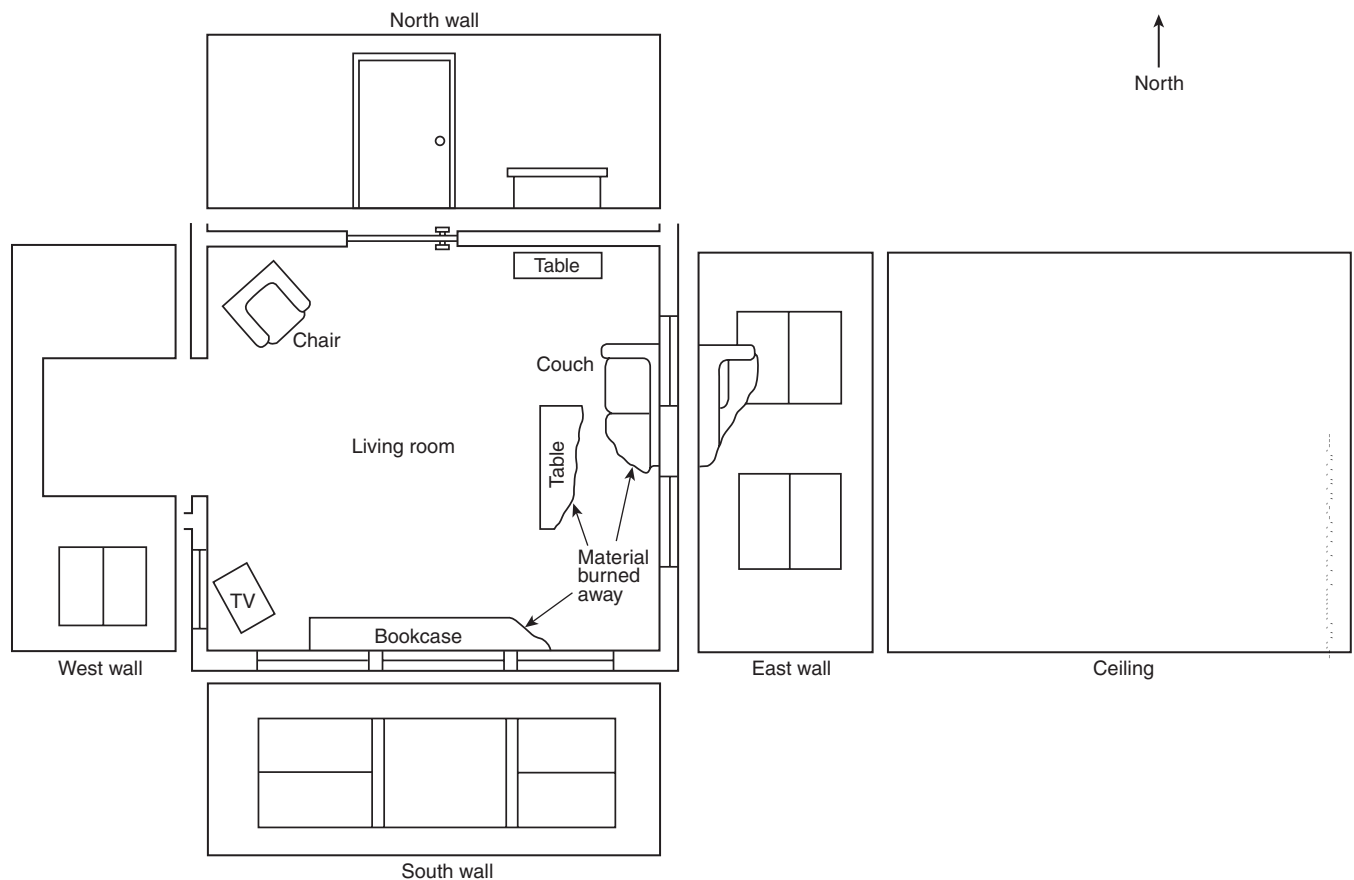 North wall
North
Table
Chair
Couch
Living room
Table
Material
burned
away
TV
Bookcase
West wall
East wall
Ceiling
South wall